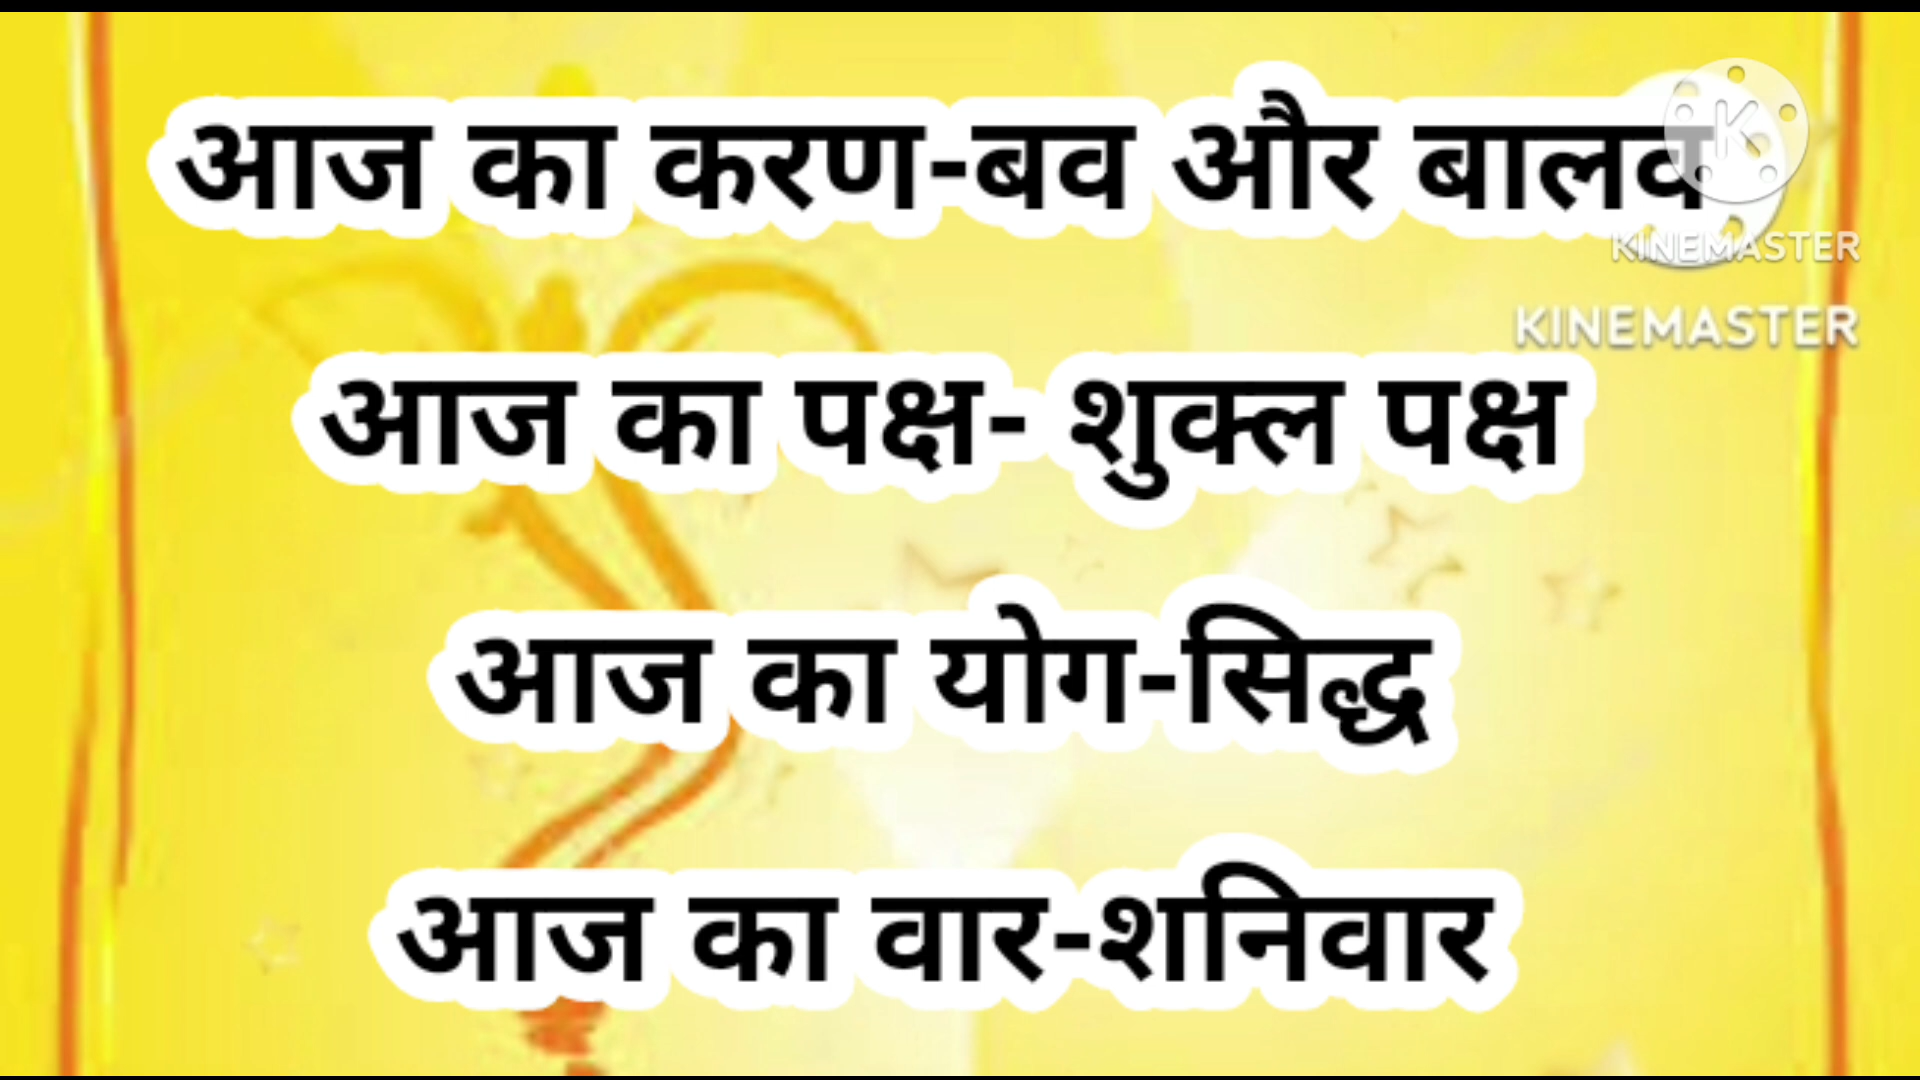 आज का करण-बव और बालव
KINEMASTER
KINEMASTER
आज का पक्ष- शुक्ल पक्ष
आज का योग-सिद्ध
आज का वार-शनिवार